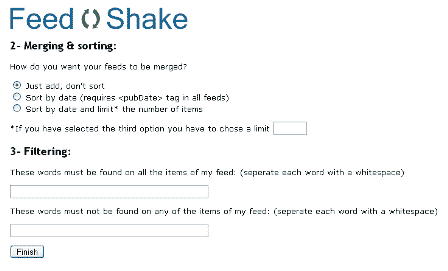 Feed Shake
2- Merging & sorting:
How do you want your feeds to be merged?
Just add, don't sort
Sort by date (requires <pubDate> tag in all feeds)
Sort by date and limit* the number of items
*If you have selected the third option you have to chose a limit
3- Filtering:
These words must be found on all the items of my feed: (seperate each word with a whitespace)
These words must not be found on any of the items of my feed: (seperate each word with a whitespace)
Finish